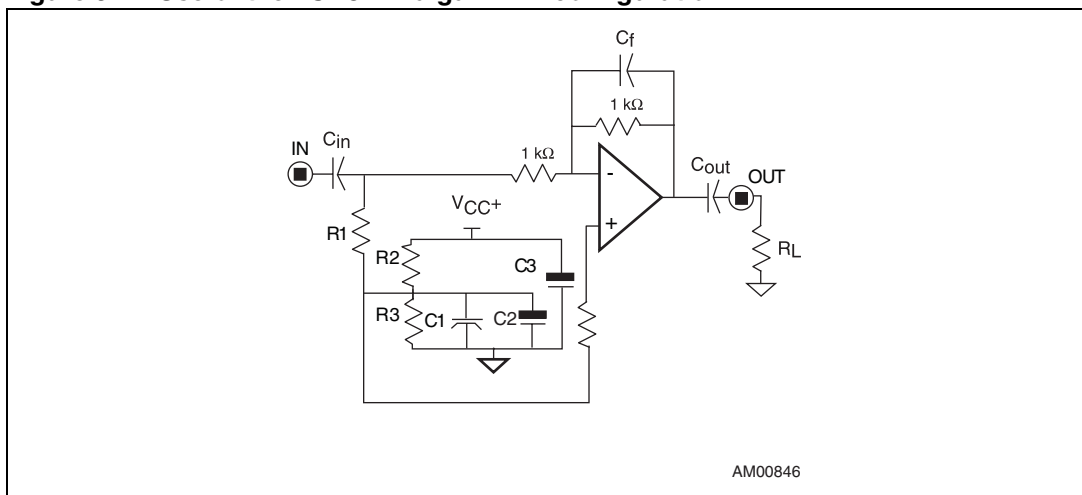 Cf
1 kΩ
IN
Cin
1 kΩ
-
+
Cout
OUT
RL
VCC+
R1
R2
C3
R3
C1
C2
AM00846